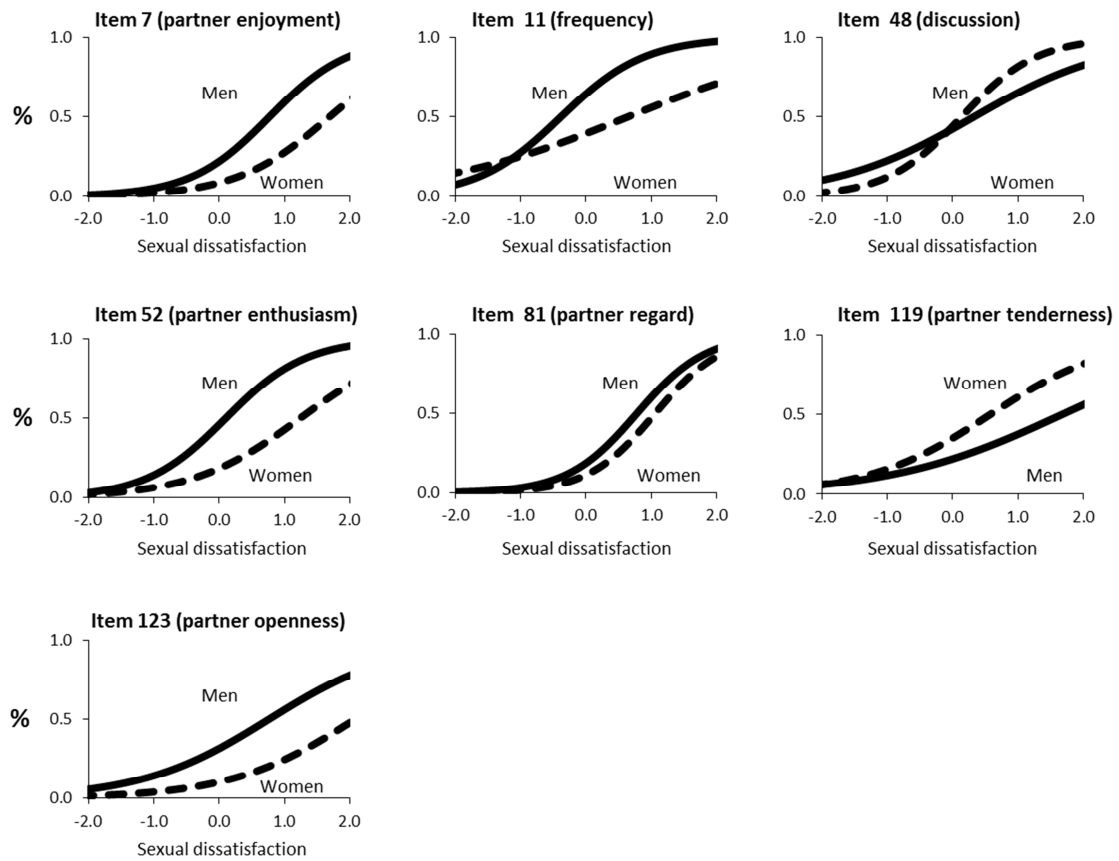 Item 7 (partner enjoyment)
1.0
Men
%
0.5
Women
0.0
-2.0 -1.0 0.0 1.0 2.0
Sexual dissatisfaction
Item 11 (frequency)
1.0
Men
0.5
Women
0.0
-2.0 -1.0 0.0 1.0 2.0
Sexual dissatisfaction
Item 48 (discussion)
1.0
Men
0.5
Women
0.0
-2.0 -1.0 0.0 1.0 2.0
Sexual dissatisfaction
Item 52 (partner enthusiasm)
1.0
Men
%
0.5
Women
0.0
-2.0 -1.0 0.0 1.0 2.0
Sexual dissatisfaction
Item 81 (partner regard)
1.0
Men
0.5
Women
0.0
-2.0 -1.0 0.0 1.0 2.0
Sexual dissatisfaction
Item 119 (partner tenderness)
1.0
Women
0.5
Men
0.0
-2.0 -1.0 0.0 1.0 2.0
Sexual dissatisfaction
Item 123 (partner openness)
1.0
Men
%
0.5
Women
0.0
-2.0 -1.0 0.0 1.0 2.0
Sexual dissatisfaction